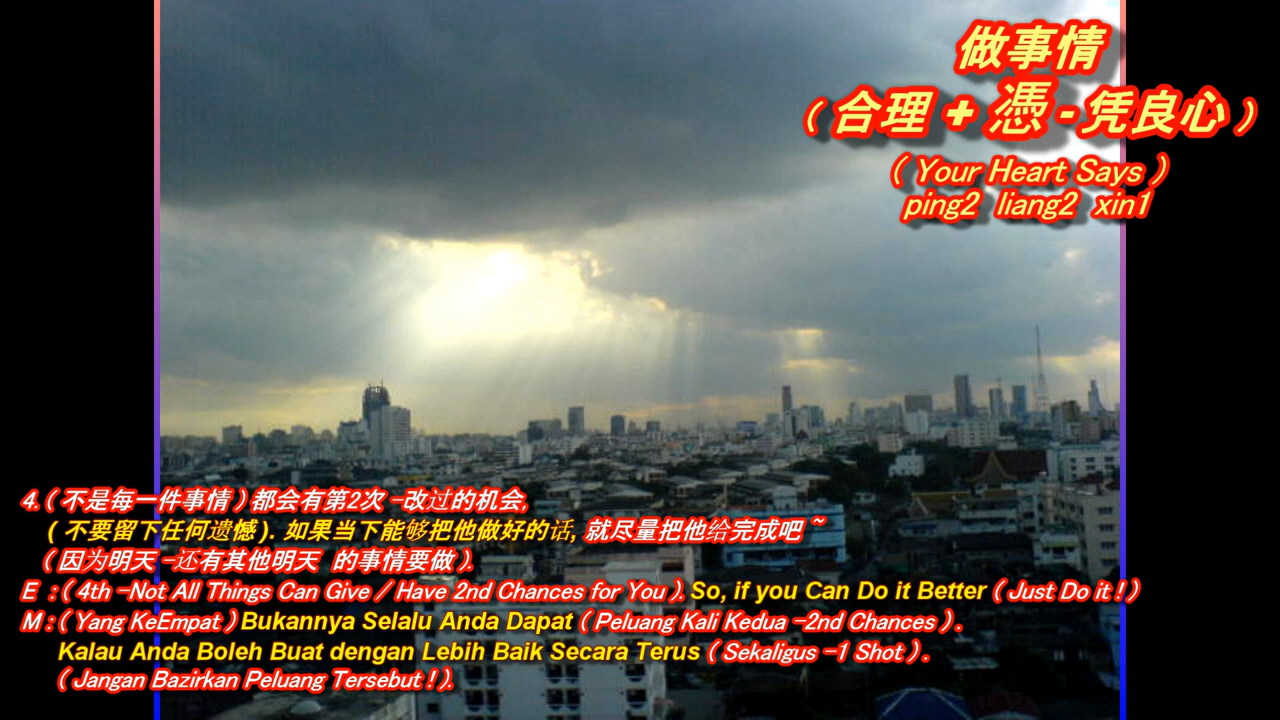 做事情
( 合理 + 憑 - 凭良心 )
( Your Heart Says )
ping2 liang2 xin1
4. ( 不是每一件事情 ) 都会有第2次 -改过的机会,
( 不要留下任何遗憾 ). 如果当下能够把他做好的话, 就尽量把他给完成吧 ~
( 因为明天 -还有其他明天 的事情要做 ).
E : ( 4th -Not All Things Can Give / Have 2nd Chances for You ). So, if you Can Do it Better ( Just Do it ! )
M : ( Yang KeEmpat ) Bukannya Selalu Anda Dapat ( Peluang Kali Kedua -2nd Chances ) .
Kalau Anda Boleh Buat dengan Lebih Baik Secara Terus ( Sekaligus -1 Shot ) .
( Jangan Bazirkan Peluang Tersebut ! ).